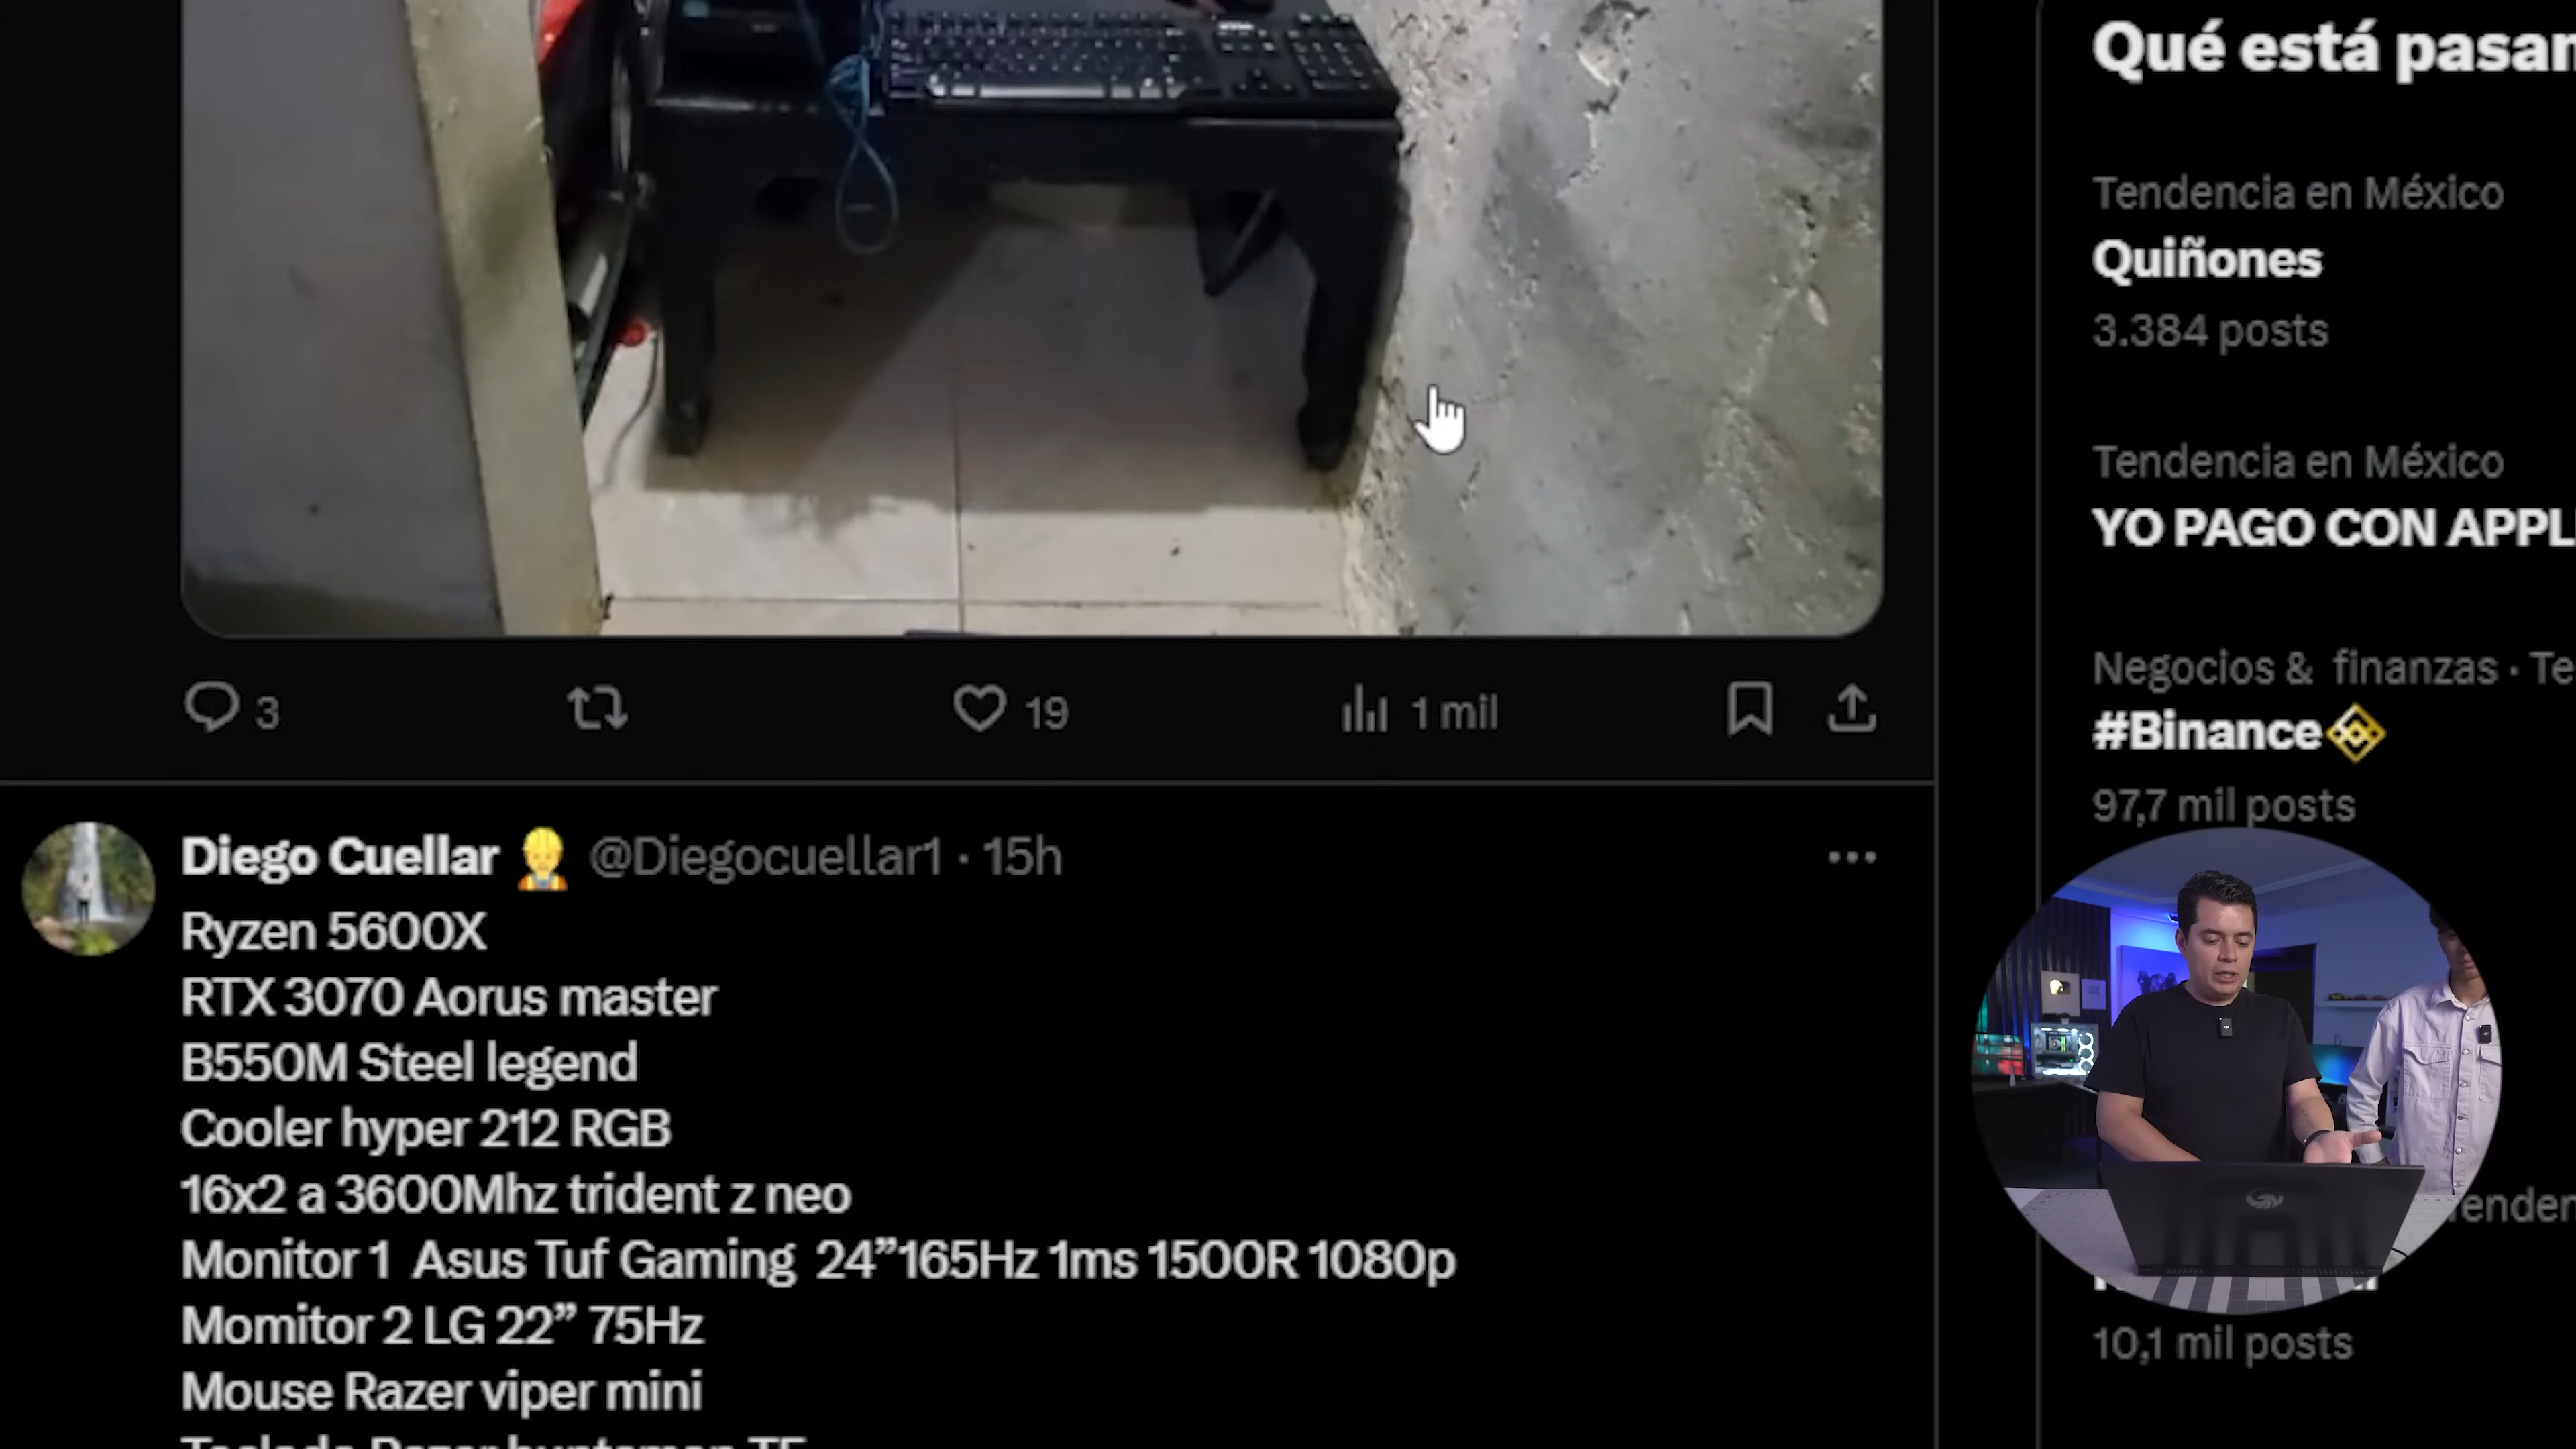 3
19
1 mil
Diego Cuellar 👷 @Diegocuellar1 · 15h
Ryzen 5600X
RTX 3070 Aorus master
B550M Steel legend
Cooler hyper 212 RGB
16x2 a 3600Mhz trident z neo
Monitor 1  Asus Tuf Gaming  24”165Hz 1ms 1500R 1080p
Momitor 2 LG 22” 75Hz
Mouse Razer viper mini
Qué está pasan
Tendencia en México
Quiñones
3.384 posts
Tendencia en México
YO PAGO CON APPL
Negocios &  finanzas · Te
#Binance
97,7 mil posts
10,1 mil posts